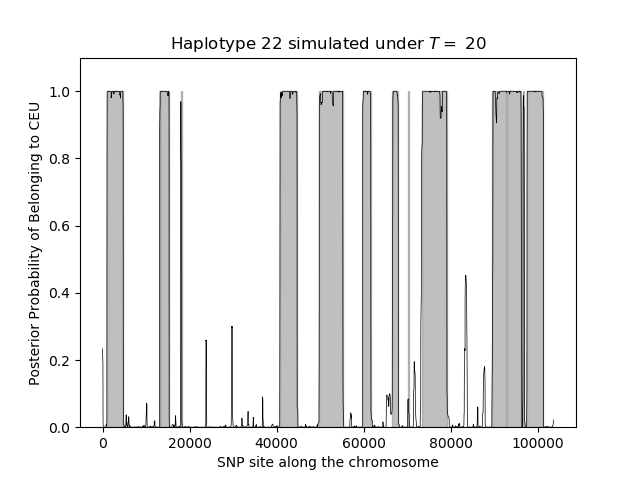 Haplotype 22 simulated under T = 20
Posterior Probability of Belonging to CEU
1.0
0.8
0.6
0.4
0.2
0.0
0 20000 40000 60000 80000 100000
SNP site along the chromosome